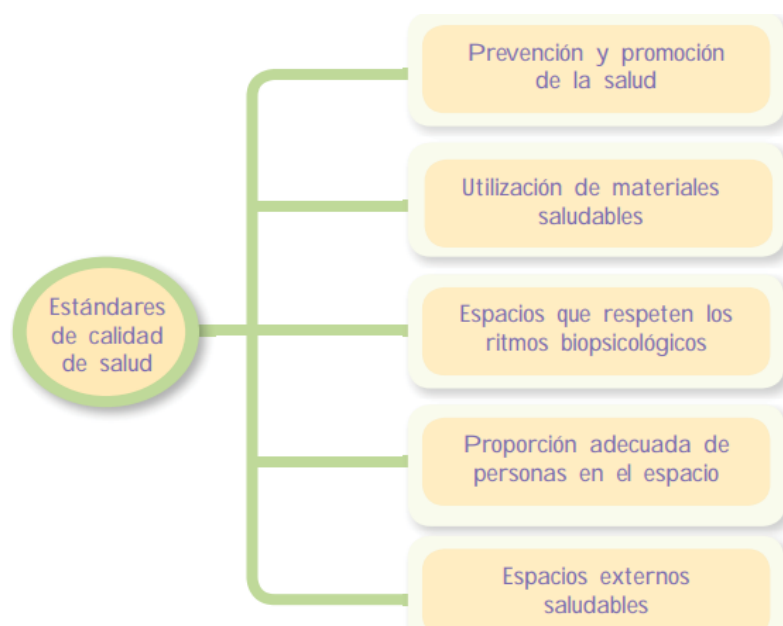 Prevención y promoción
de la salud
Utilización de materiales
saludables
Estándares
de calidad
de salud
Espacios que respeten los
ritmos biopsicológicos
Proporción adecuada de
personas en el espacio
Espacios externos
saludables